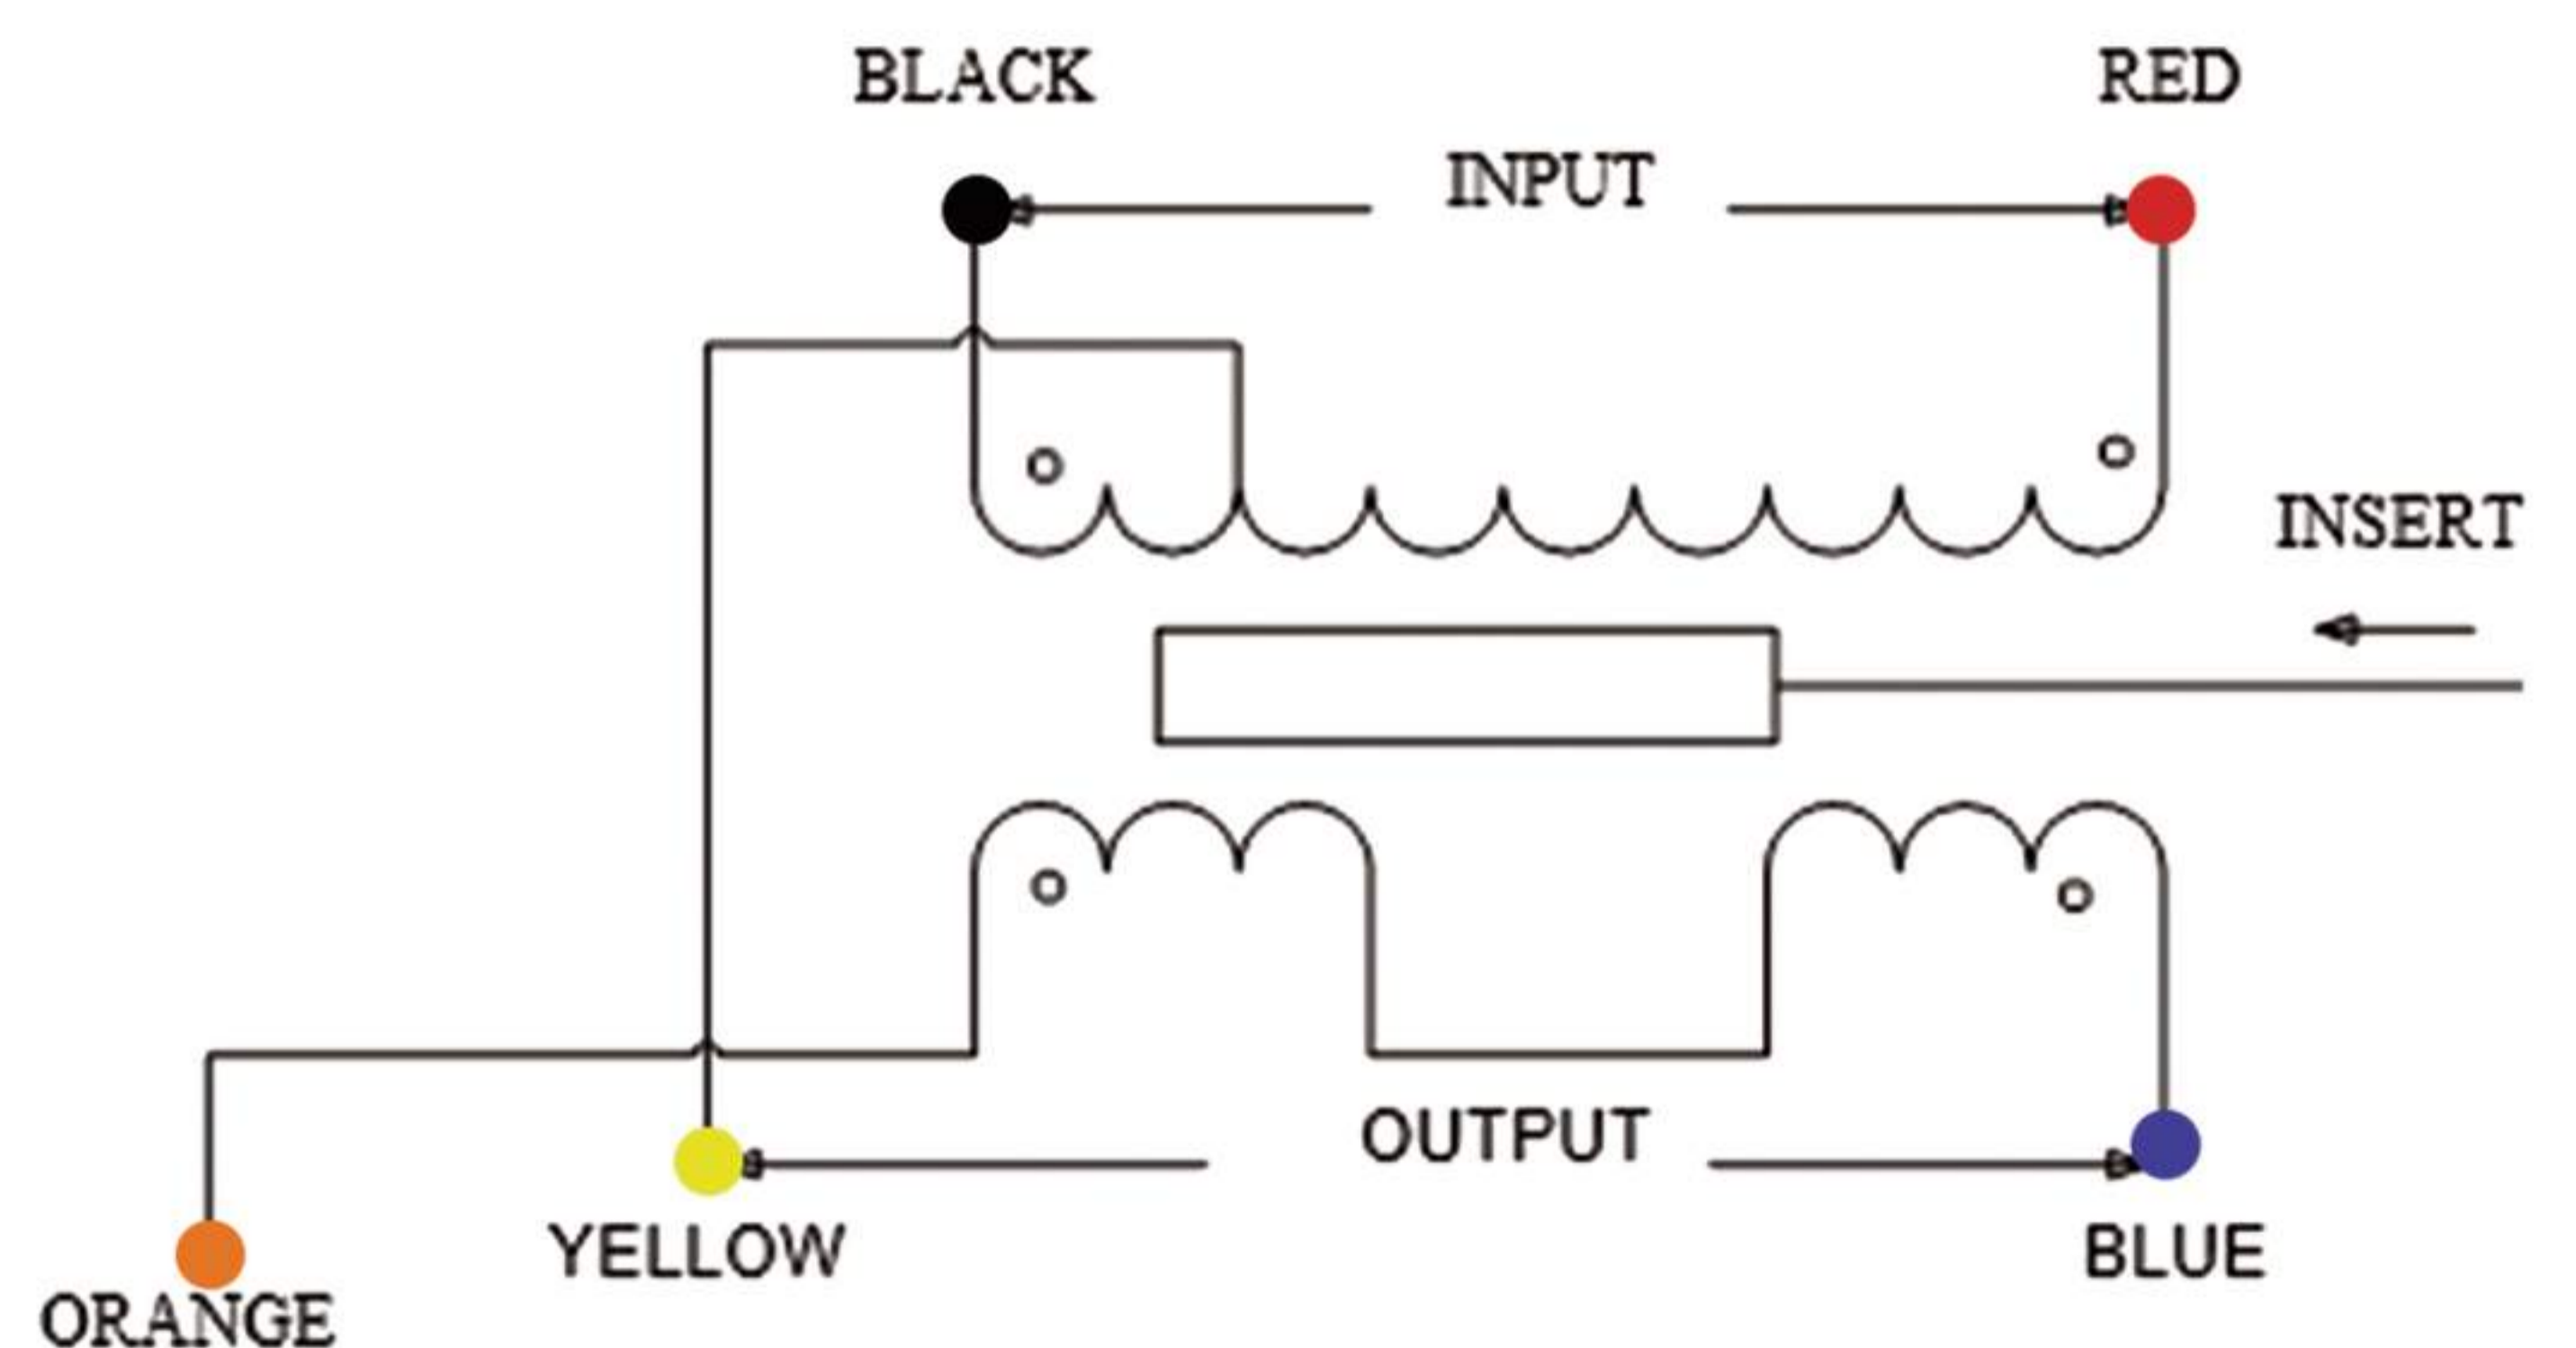 BLACK
RED
INPUT
INSERT
OUTPUT
YELLOW
BLUE
ORANGE